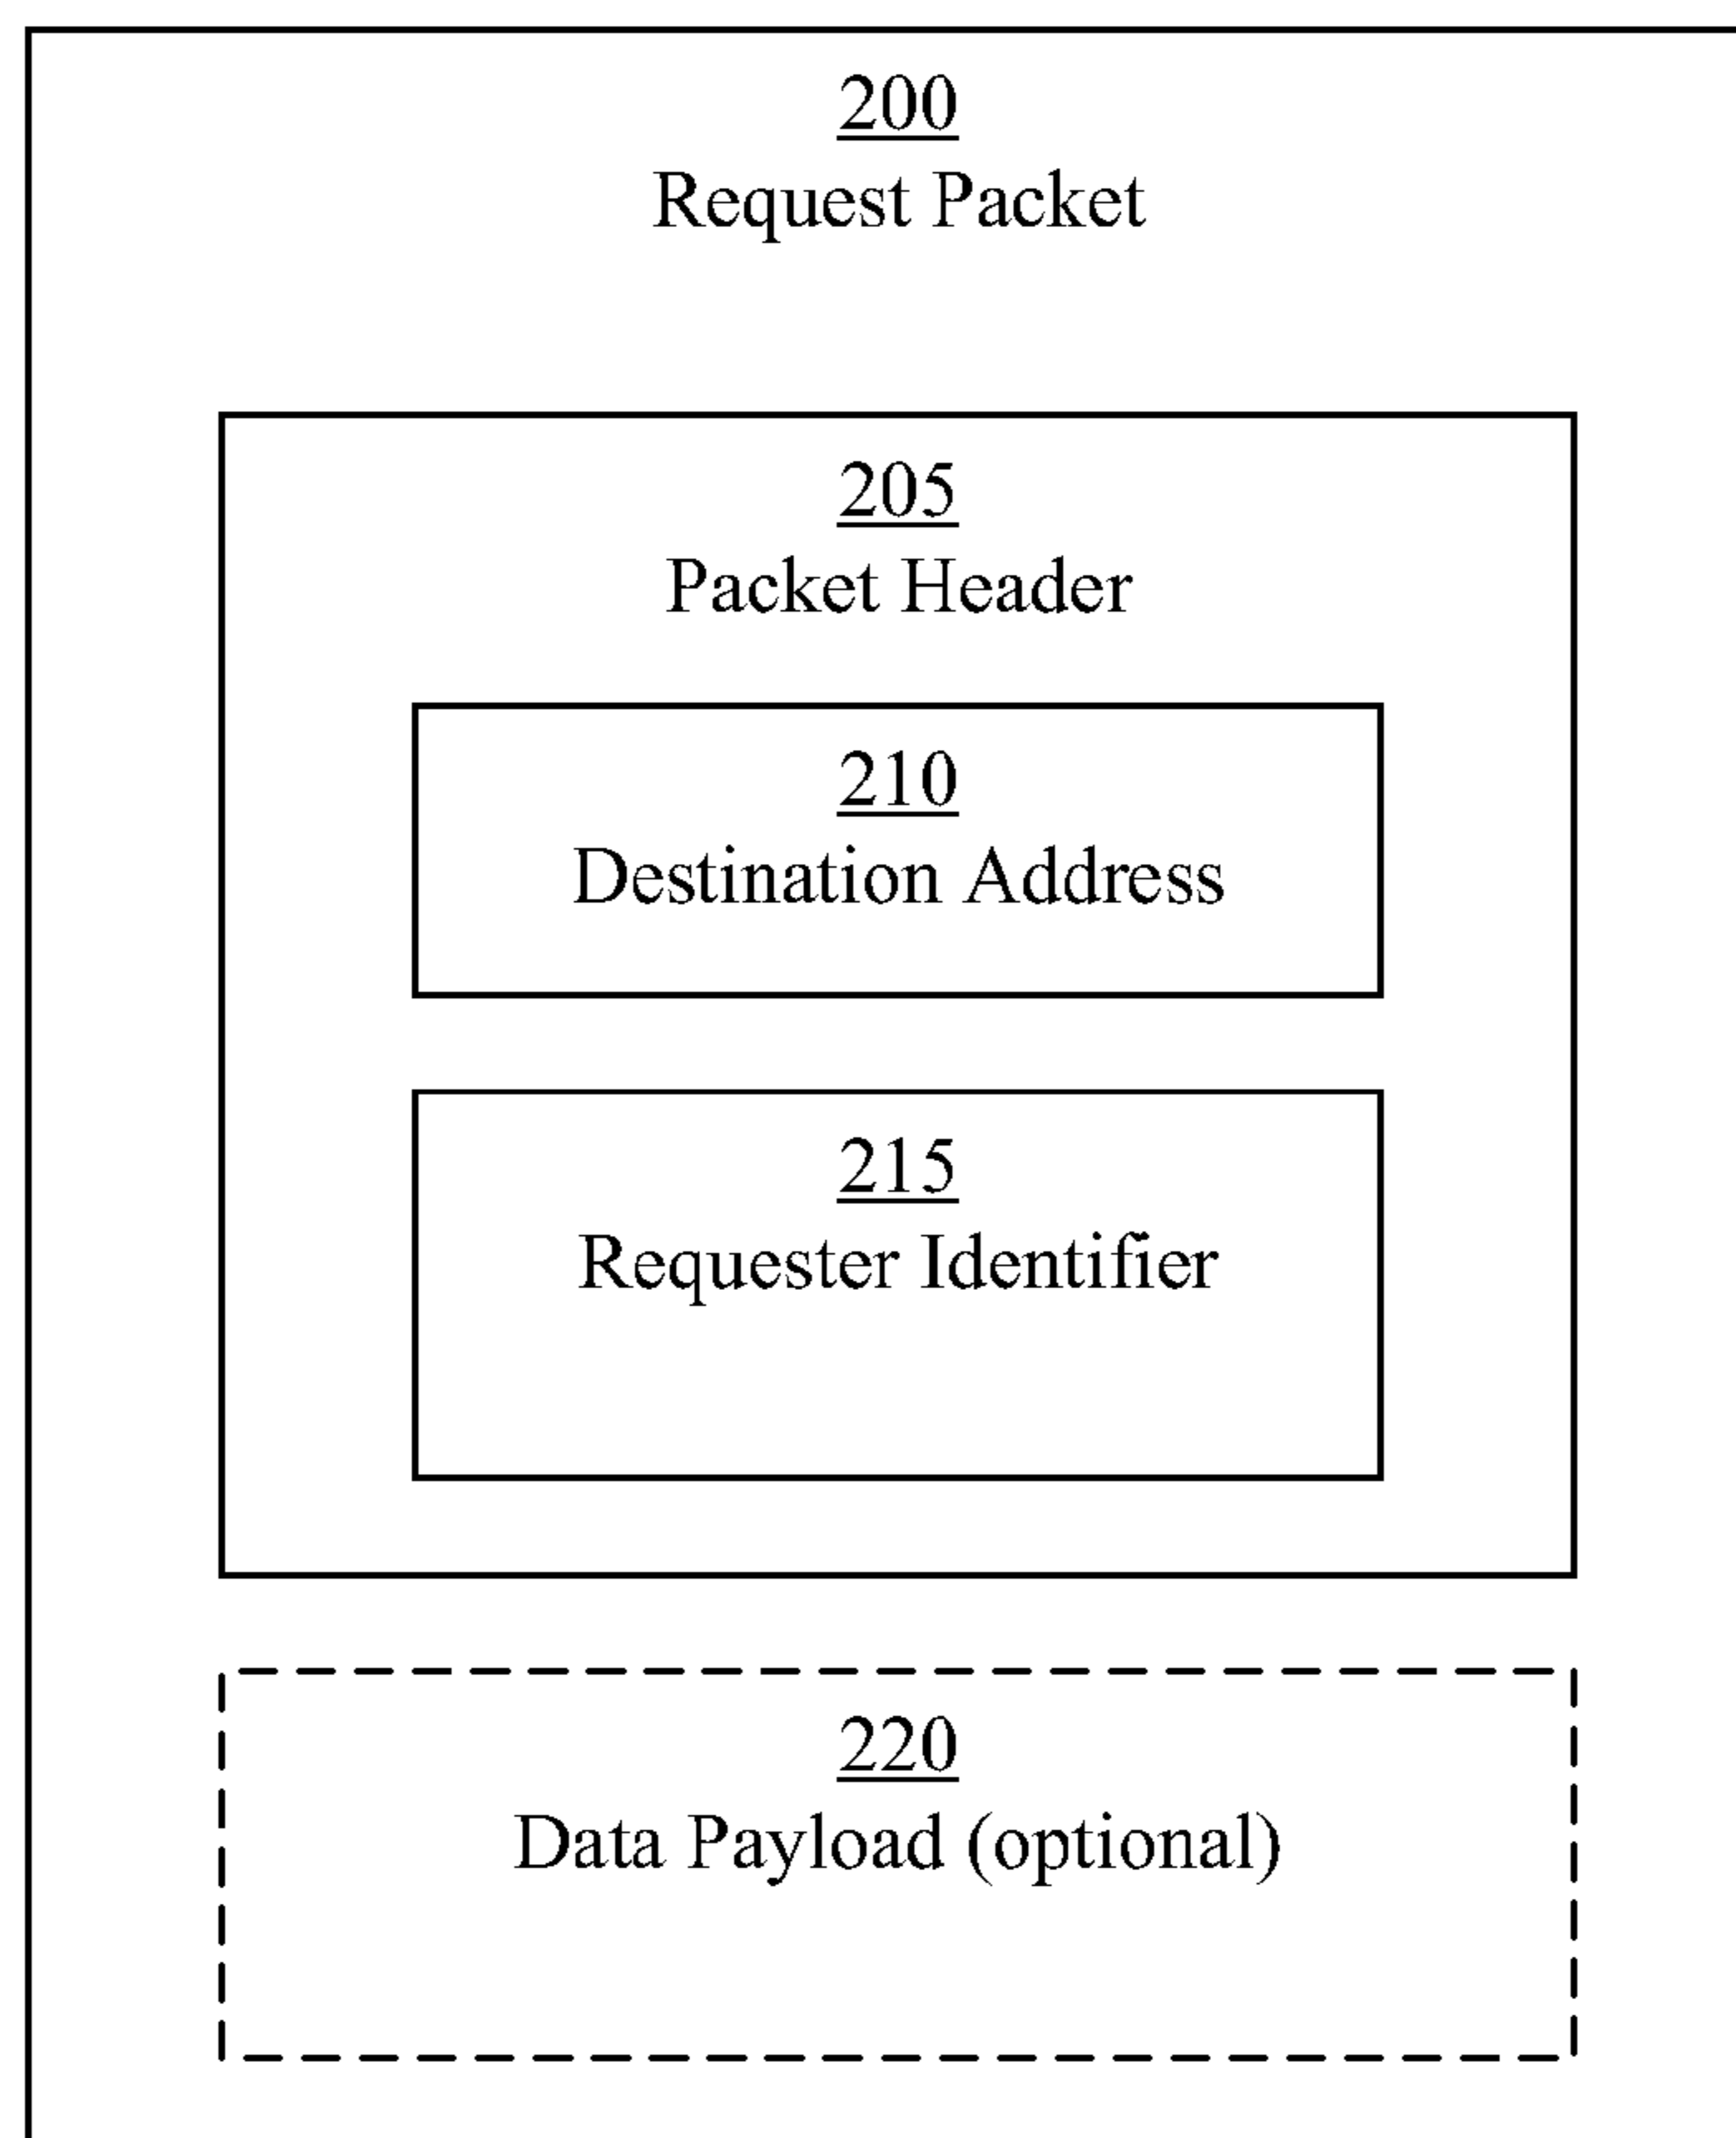 200
Request Packet
205
Packet Header
210
Destination Address
215
Requester Identifier
220
Data Payload (optional)